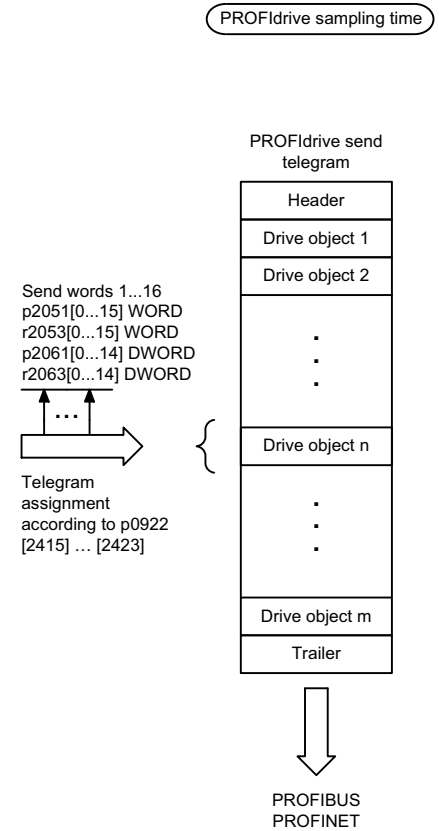 PROFIdrive sampling time
PROFIdrive send
telegram
Header
Drive object 1
Drive object 2
Send words 1...16
p2051[0...15] WORD
r2053[0...15] WORD
p2061[0...14] DWORD
r2063[0...14] DWORD
...
Drive object n
Telegram
assignment
according to p0922
[2415] … [2423]
Drive object m
Trailer
PROFIBUS
PROFINET